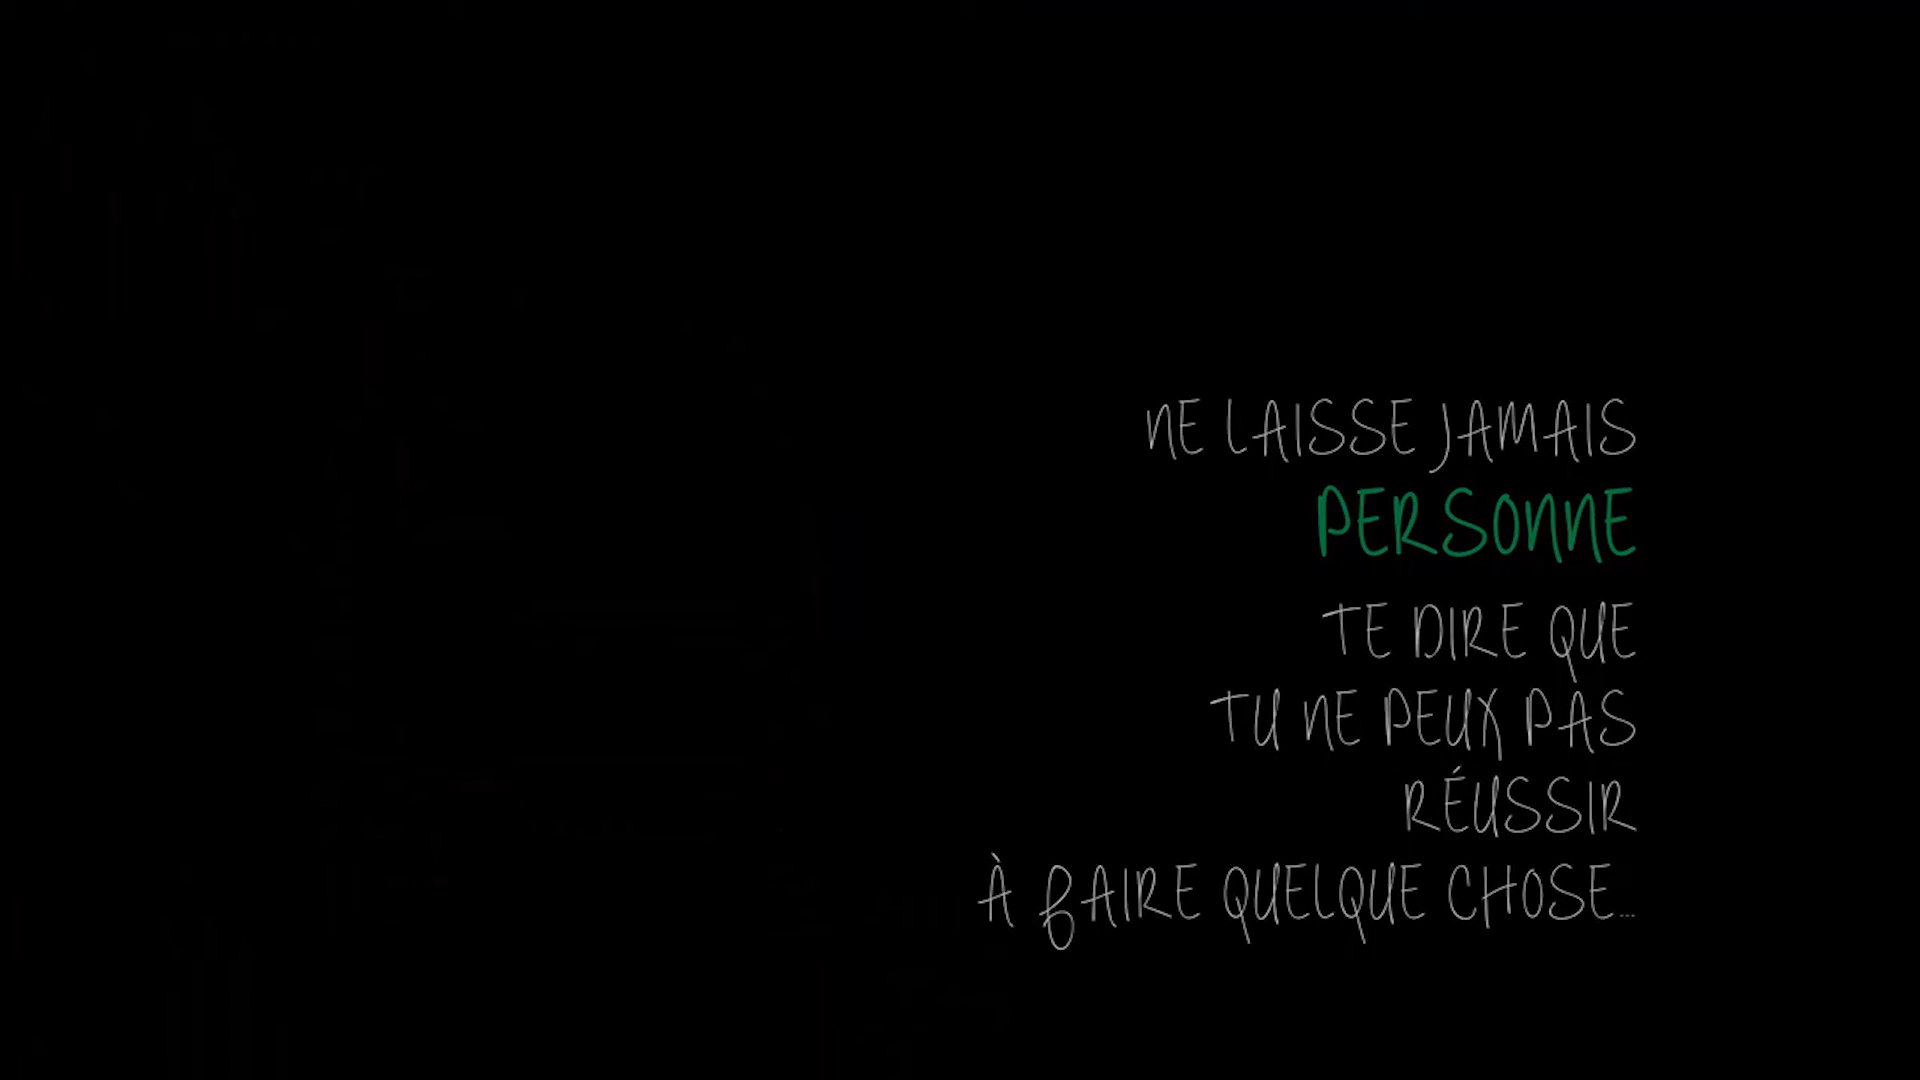 NE LAISSE JAMAIS
PERSONNE
TE DIRE QUE
TU NE PEUX PAS
RÉUSSIR
À FAIRE QUELQUE CHOSE...